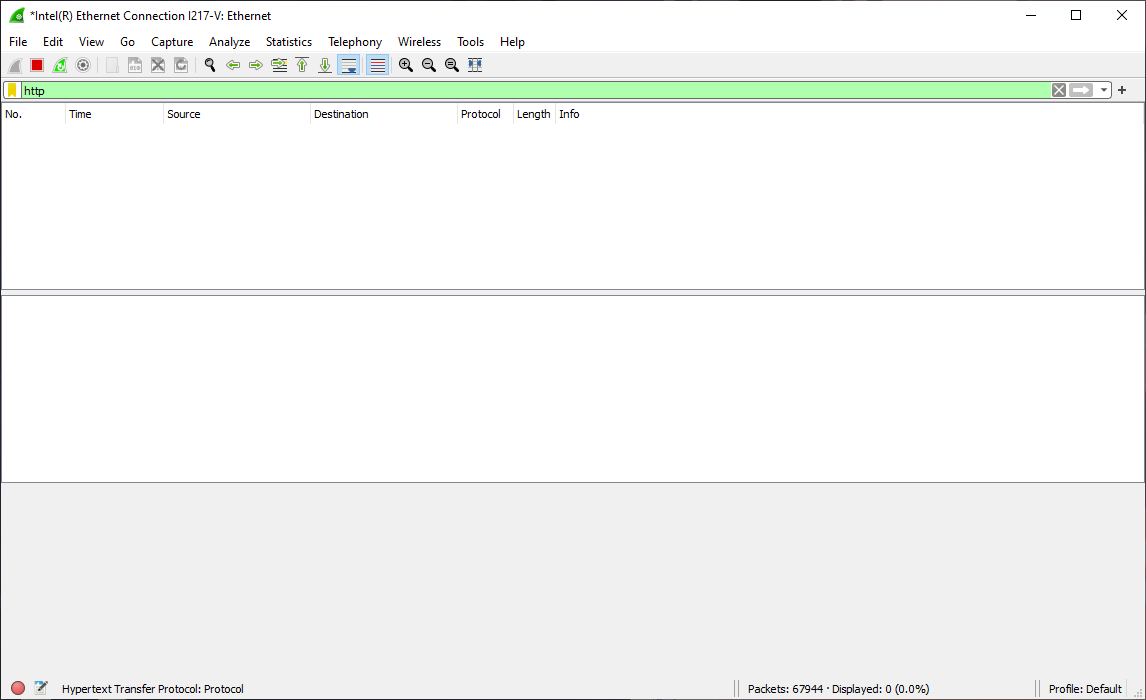 *Intel(R) Ethernet Connection I217-V: Ethernet
File Edit View Go Capture Analyze Statistics Telephony Wireless Tools Help
http
No. Time Source Destination Protocol Length Info
Hypertext Transfer Protocol: Protocol Packets: 67944 · Displayed: 0 (0.0%) Profile: Default